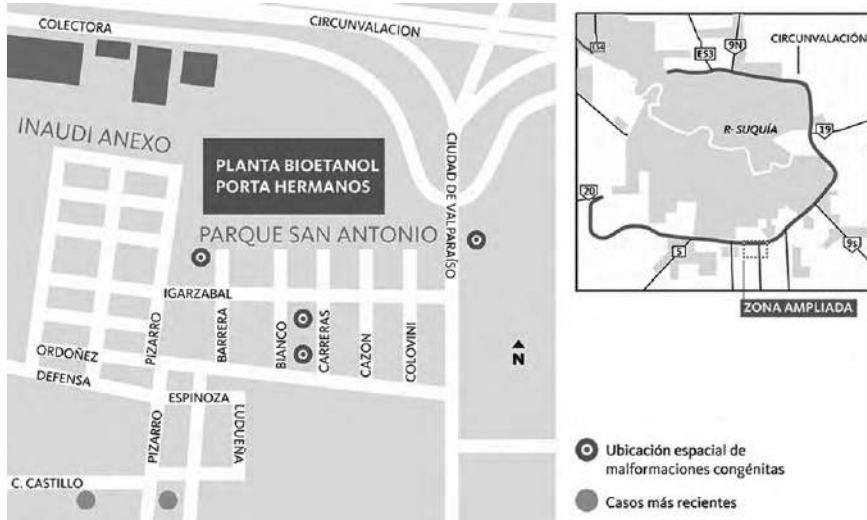 COLECTORA
CIRCUNVALACION
INAUDI ANEXO
PLANTA BIOETANOL
PORTA HERMANOS
CIUDAD DE VALPARAÍSO
PARQUE SAN ANTONIO
IGARZABAL
PIZARRO
BARRERA
BIANCO
CARRERAS
CAZON
COLOVINI
N
ORDOÑEZ
DEFENSA
ESPINOZA
PIZARRO
LUDUEÑA
C. CASTILLO
E53
9N
CIRCUNVALACIÓN
R- SUQUÍA
19
20
5
9s
ZONA AMPLIADA
Ubicación espacial de
malformaciones congénitas
Casos más recientes